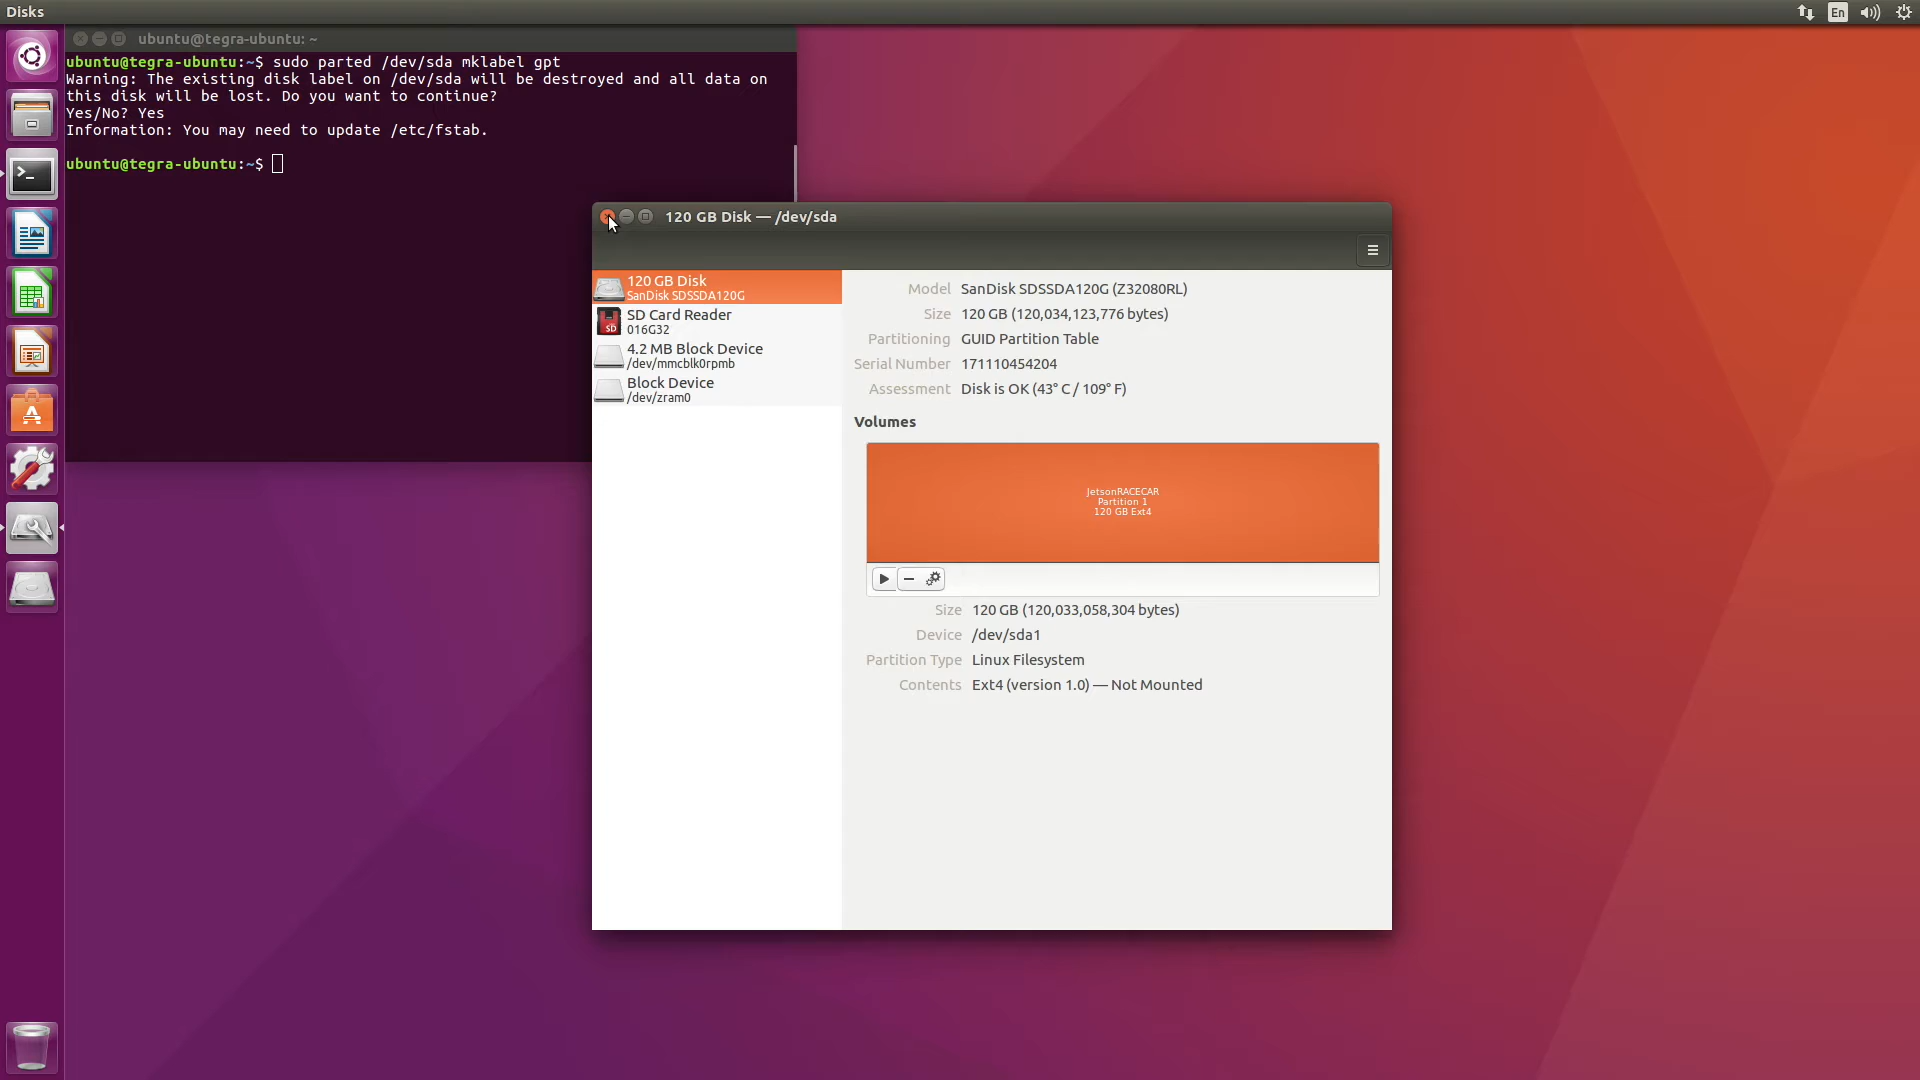 Disks
En
ubuntu@tegra-ubuntu: ~
ubuntu@tegra-ubuntu:~$ sudo parted /dev/sda mklabel gpt
Warning: The existing disk label on /dev/sda will be destroyed and all data on
this disk will be lost. Do you want to continue?
Yes/No? Yes
Information: You may need to update /etc/fstab.
ubuntu@tegra-ubuntu:~$
120 GB Disk — /dev/sda
120 GB Disk
SanDisk SDSSDA120G
SD Card Reader
016G32
4.2 MB Block Device
/dev/mmcblk0rpmb
Block Device
/dev/zram0
Model SanDisk SDSSDA120G (Z32080RL)
Size 120 GB (120,034,123,776 bytes)
Partitioning GUID Partition Table
Serial Number 171110454204
Assessment Disk is OK (43° C / 109° F)
Volumes
JetsonRACECAR
Partition 1
120 GB Ext4
Size 120 GB (120,033,058,304 bytes)
Device /dev/sda1
Partition Type Linux Filesystem
Contents Ext4 (version 1.0) — Not Mounted